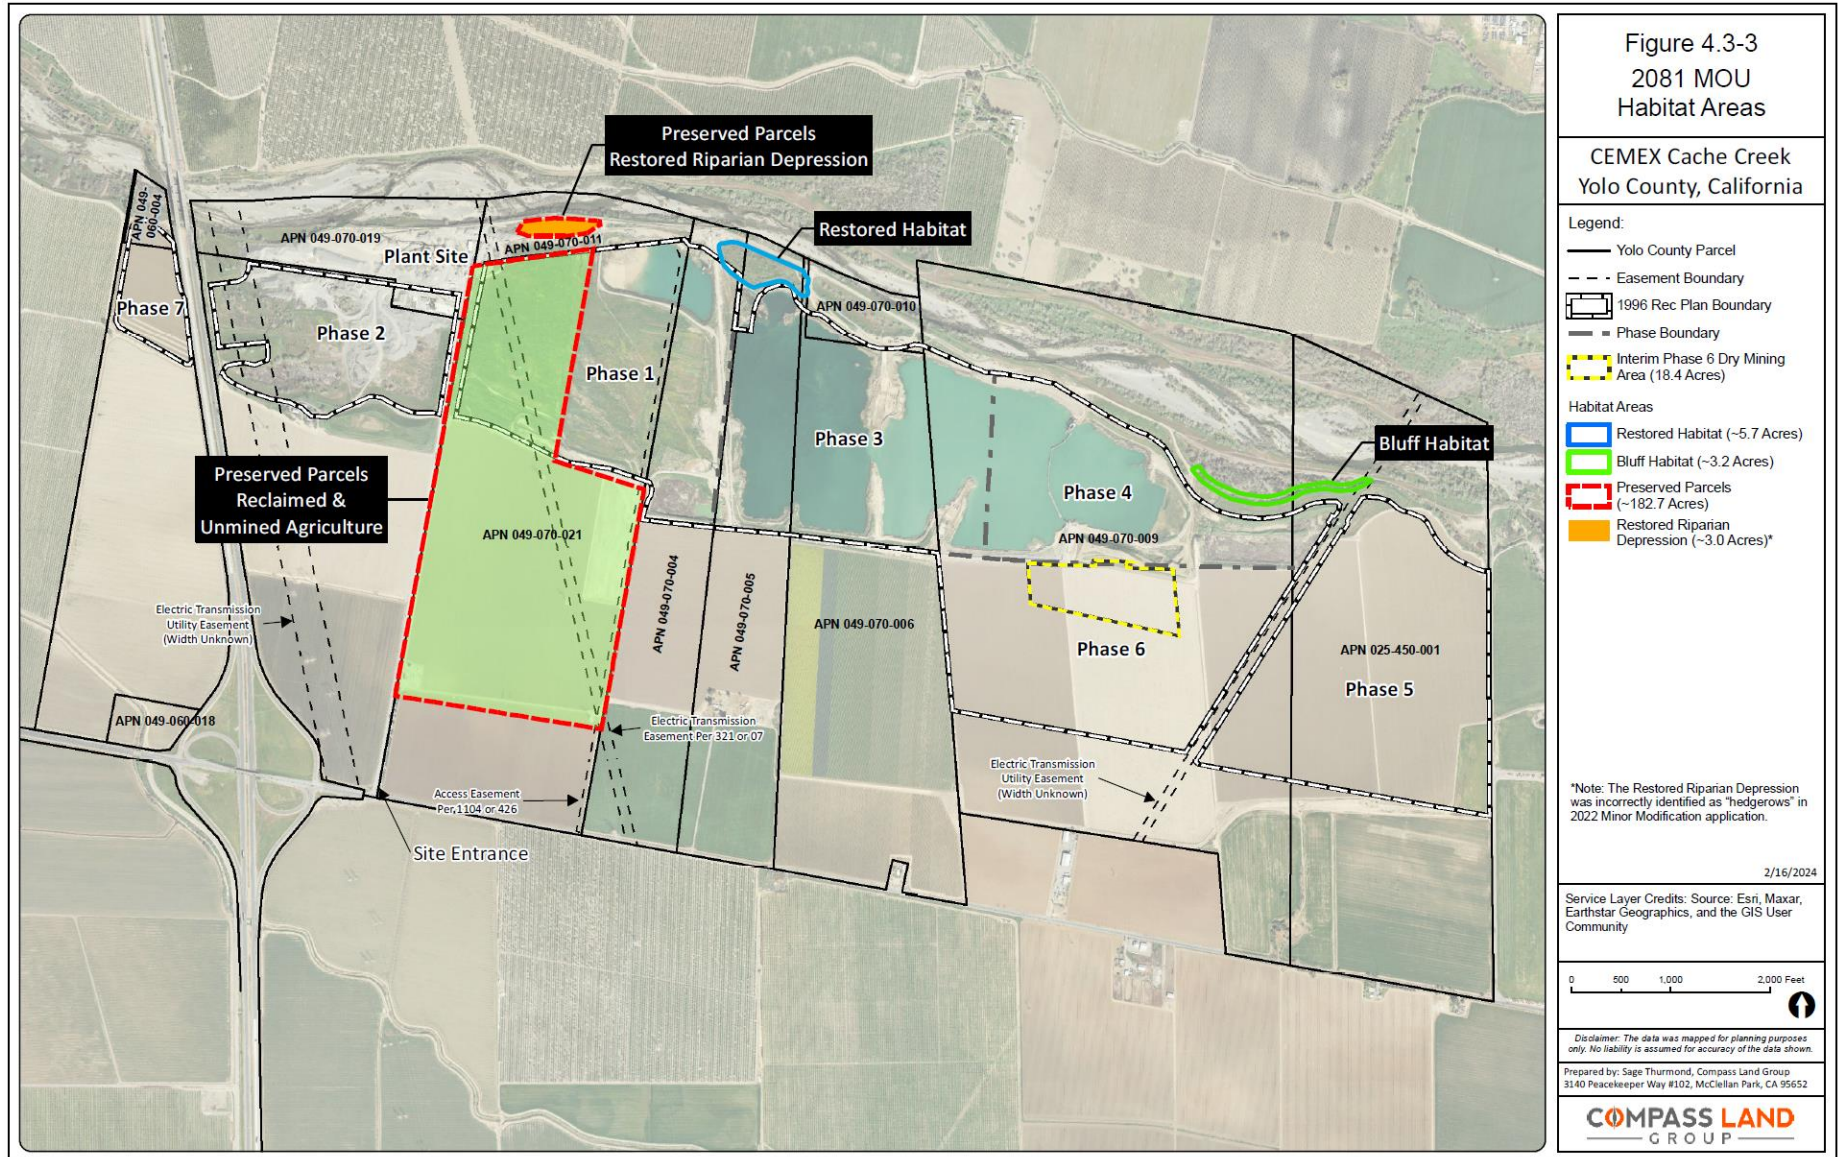 Preserved Parcels
Restored Riparian Depression
Restored Habitat
APN 049-
060-004
APN 049-070-019
Plant Site
APN 049-070-011
APN 049-070-010
Phase 7
Phase 2
Phase 1
Phase 3
Bluff Habitat
Phase 4
Preserved Parcels
Reclaimed &
Unmined Agriculture
APN 049-070-021
APN 049-070-009
APN 049-070-004
APN 049-070-005
APN 049-070-006
Electric Transmission
Utility Easement
(Width Unknown)
Phase 6
APN 025-450-001
Phase 5
APN 049-060-018
Electric Transmission
Easement Per 321 or 07
Electric Transmission
Utility Easement
(Width Unknown)
Access Easement
Per 1104 or 426
Site Entrance
Figure 4.3-3
2081 MOU
Habitat Areas
CEMEX Cache Creek
Yolo County, California
Legend:
Yolo County Parcel
Easement Boundary
1996 Rec Plan Boundary
Phase Boundary
Interim Phase 6 Dry Mining
Area (18.4 Acres)
Habitat Areas
Restored Habitat (~5.7 Acres)
Bluff Habitat (~3.2 Acres)
Preserved Parcels
(~182.7 Acres)
Restored Riparian
Depression (~3.0 Acres)*
*Note: The Restored Riparian Depression
was incorrectly identified as "hedgerows" in
2022 Minor Modification application.
2/16/2024
Service Layer Credits: Source: Esri, Maxar,
Earthstar Geographics, and the GIS User
Community
0 500 1,000 2,000 Feet
Disclaimer: The data was mapped for planning purposes
only. No liability is assumed for accuracy of the data shown.
Prepared by: Sage Thurmond, Compass Land Group
3140 Peacekeeper Way #102, McClellan Park, CA 95652
COMPASS LAND
GROUP